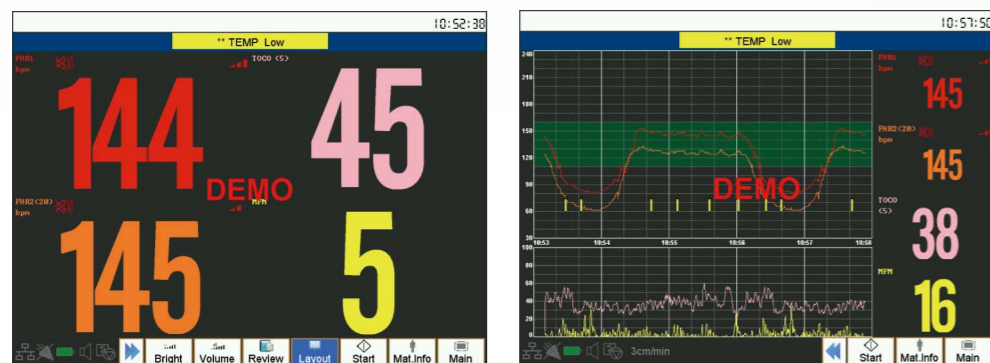 10:52:38
** TEMP Low
FHR1
bpm
TOCO <5>
144
45
DEMO
FHR2<20>
bpm
MFM
145
5
Bright
Volume
Review
Layout
Start
Mat.Info
Main
10:57:50
** TEMP Low
240
210
180
150
120
90
60
30
10:53
10:54
10:55
10:56
10:57
10:58
DEMO
100
80
60
40
20
0
FHR1
bpm
145
FHR2<20>
bpm
145
TOCO
<5>
38
MFM
16
3cm/min
Start
Mat.Info
Main